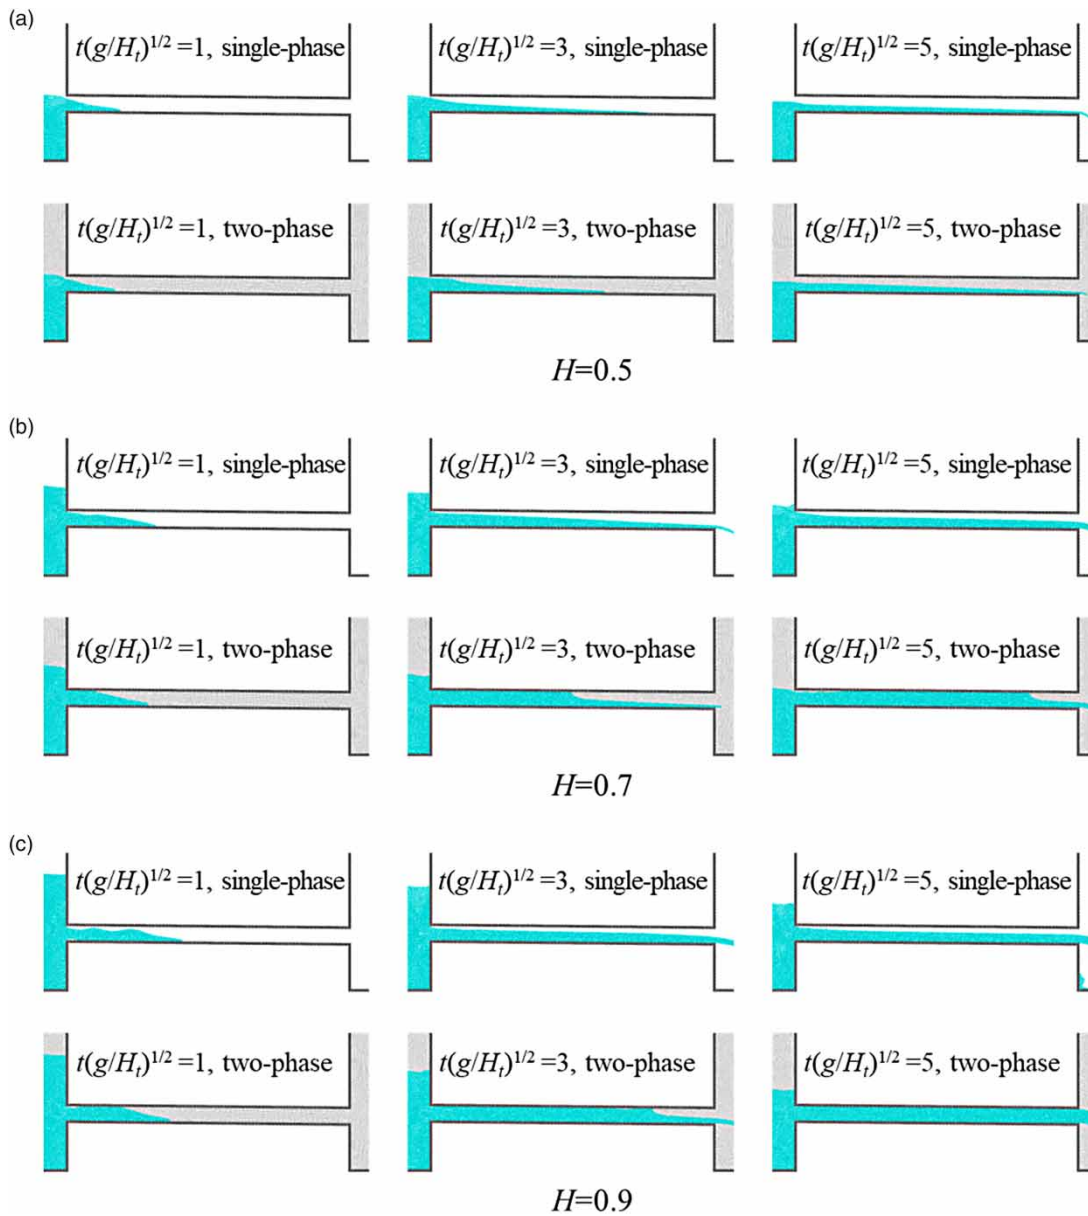 (a)
t(g/Hₜ)¹/² =1, single-phase
t(g/Hₜ)¹/² =3, single-phase
t(g/Hₜ)¹/² =5, single-phase
t(g/Hₜ)¹/² =1, two-phase
t(g/Hₜ)¹/² =3, two-phase
t(g/Hₜ)¹/² =5, two-phase
H=0.5
(b)
t(g/Hₜ)¹/² =1, single-phase
t(g/Hₜ)¹/² =3, single-phase
t(g/Hₜ)¹/² =5, single-phase
t(g/Hₜ)¹/² =1, two-phase
t(g/Hₜ)¹/² =3, two-phase
t(g/Hₜ)¹/² =5, two-phase
H=0.7
(c)
t(g/Hₜ)¹/² =1, single-phase
t(g/Hₜ)¹/² =3, single-phase
t(g/Hₜ)¹/² =5, single-phase
t(g/Hₜ)¹/² =1, two-phase
t(g/Hₜ)¹/² =3, two-phase
t(g/Hₜ)¹/² =5, two-phase
H=0.9